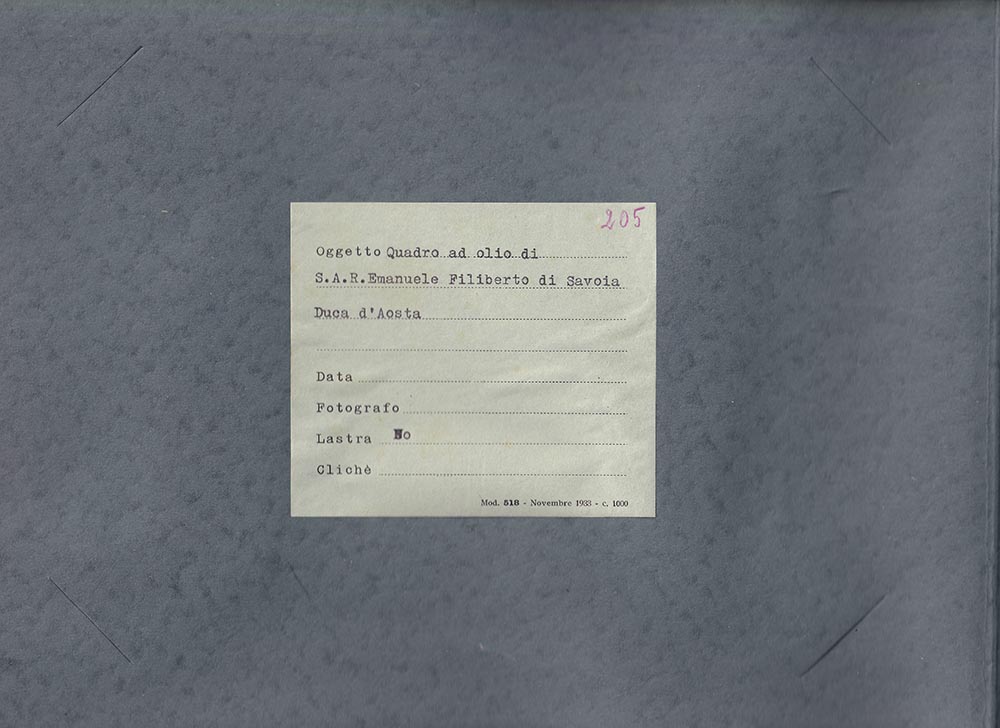 205
Oggetto Quadro ad olio di
S.A.R.Emanuele Filiberto di Savoia
Duca d'Aosta
Data
Fotografo
Lastra No
Clichè
Mod. 518 - Novembre 1933 - c. 1000